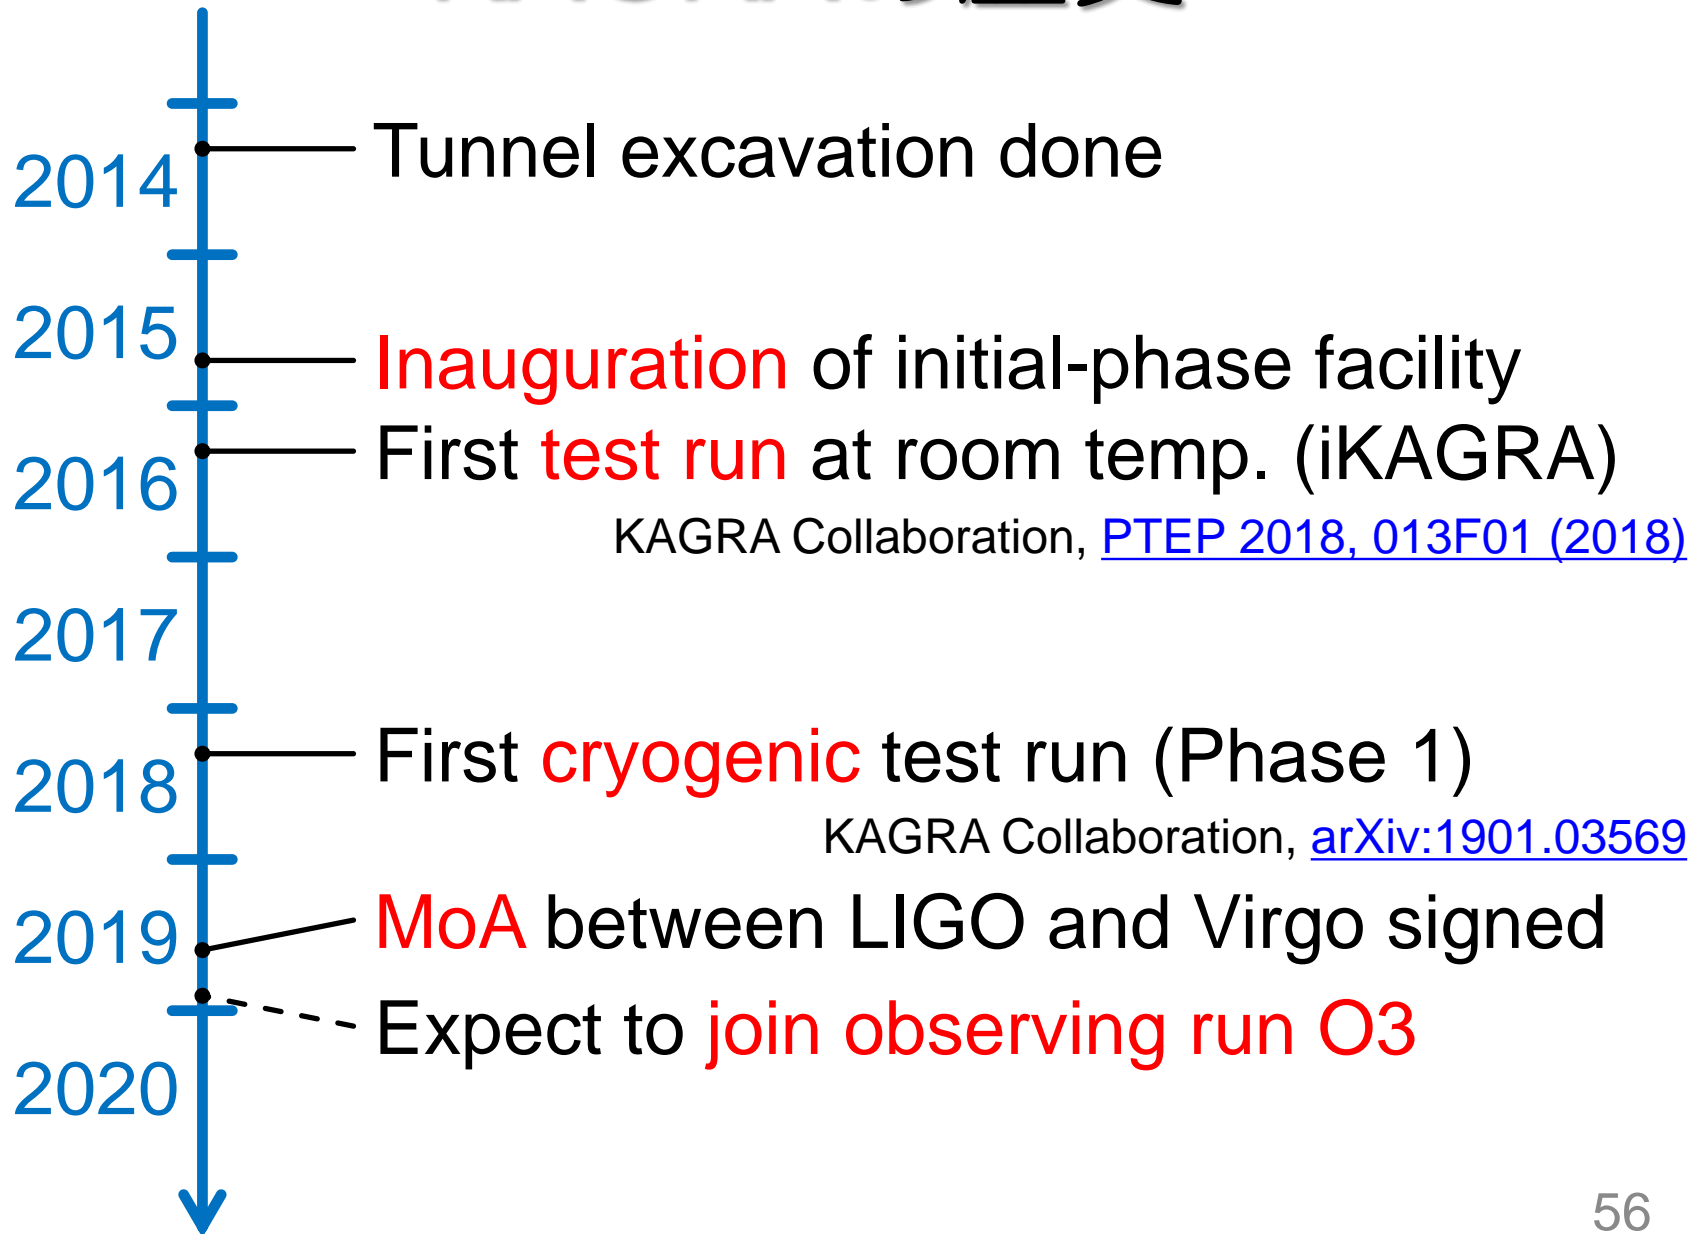 2014
Tunnel excavation done
2015
Inauguration of initial-phase facility
2016
First test run at room temp. (iKAGRA)
KAGRA Collaboration, PTEP 2018, 013F01 (2018)
2017
2018
First cryogenic test run (Phase 1)
KAGRA Collaboration, arXiv:1901.03569
2019
MoA between LIGO and Virgo signed
Expect to join observing run O3
2020
56